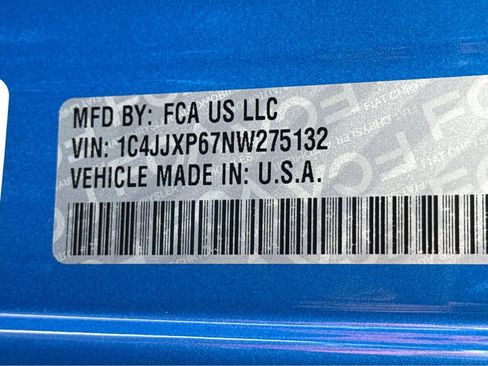 MFD BY: FCA US LLC
VIN: 1C4JJXP67NW275132
VEHICLE MADE IN: U.S.A.